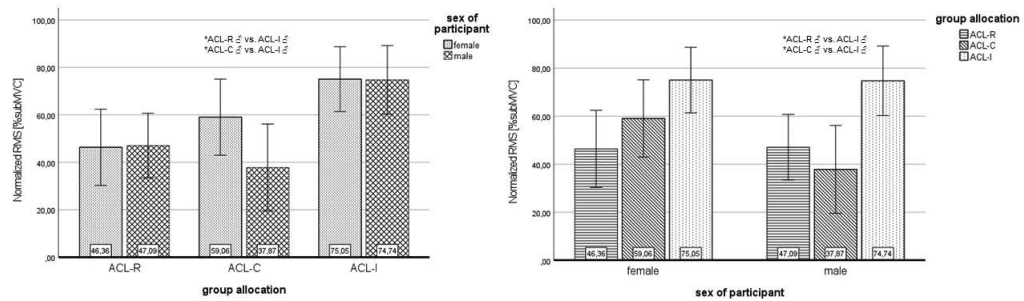 100,00
80,00
60,00
40,00
20,00
,00
Normalized RMS [%subMVC]
*ACL-R ♂ vs. ACL-I ♂
*ACL-C ♂ vs. ACL-I ♂
46,36
47,09
59,06
37,87
75,05
74,74
ACL-R
ACL-C
ACL-I
group allocation
sex of
participant
female
male
100,00
80,00
60,00
40,00
20,00
,00
Normalized RMS [%subMVC]
*ACL-R ♂ vs. ACL-I ♂
*ACL-C ♂ vs. ACL-I ♂
46,36
59,06
75,05
47,09
37,87
74,74
female
male
sex of participant
group allocation
ACL-R
ACL-C
ACL-I